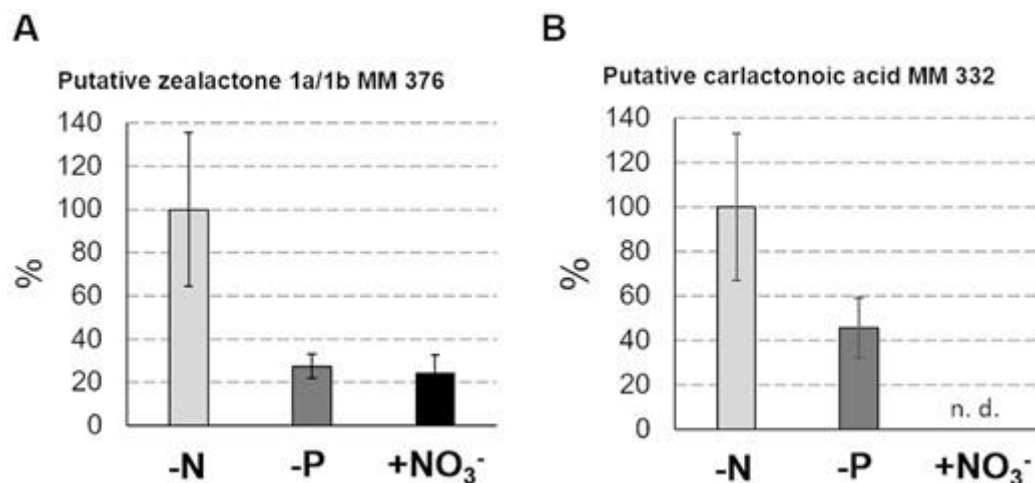 A
Putative zealactone 1a/1b MM 376
%
140
120
100
80
60
40
20
0
-N -P +NO₃⁻
B
Putative carlactonoic acid MM 332
%
140
120
100
80
60
40
20
0
n. d.
-N -P +NO₃⁻